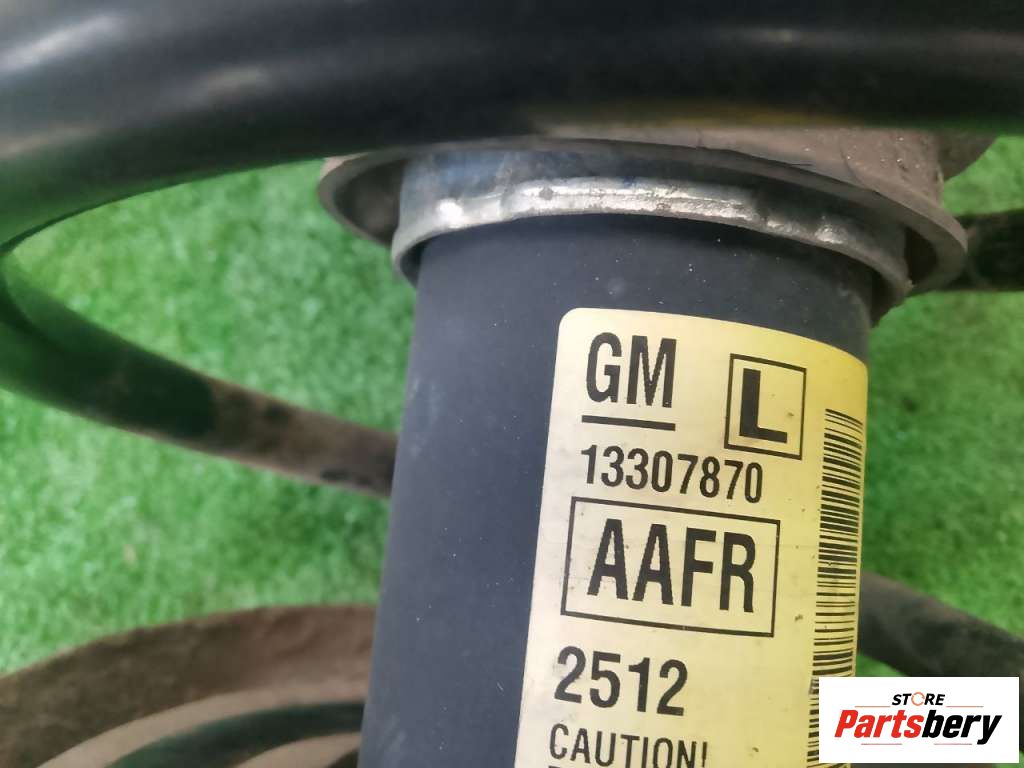 GM
L
13307870
AAFR
2512
CAUTION!
STORE
Partsbery